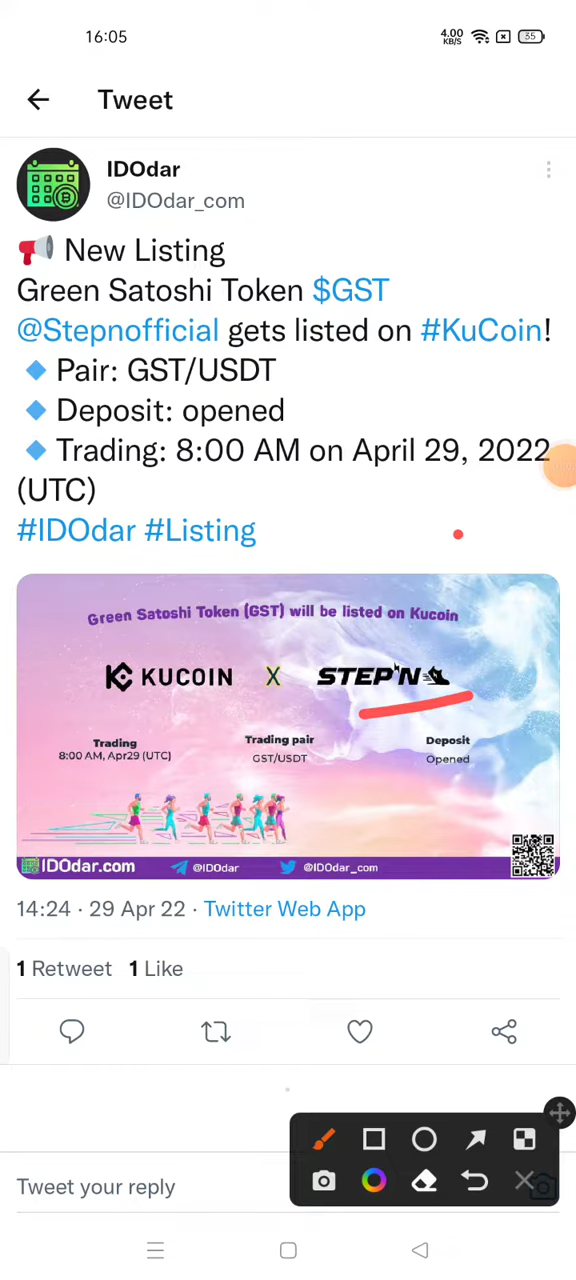 16:05
4.00
KB/S
35
Tweet
IDOdar
@IDOdar_com
📢 New Listing
Green Satoshi Token $GST
@Stepnofficial gets listed on #KuCoin!
🔹Pair: GST/USDT
🔹Deposit: opened
🔹Trading: 8:00 AM on April 29, 2022
(UTC)
#IDOdar #Listing
Green Satoshi Token (GST) will be listed on Kucoin
KUCOIN X STEP'N
Trading
8:00 AM, Apr29 (UTC)
Trading pair
GST/USDT
Deposit
Opened
IDOdar.com @IDOdar @IDOdar_com
14:24 · 29 Apr 22 · Twitter Web App
1 Retweet 1 Like
Tweet your reply